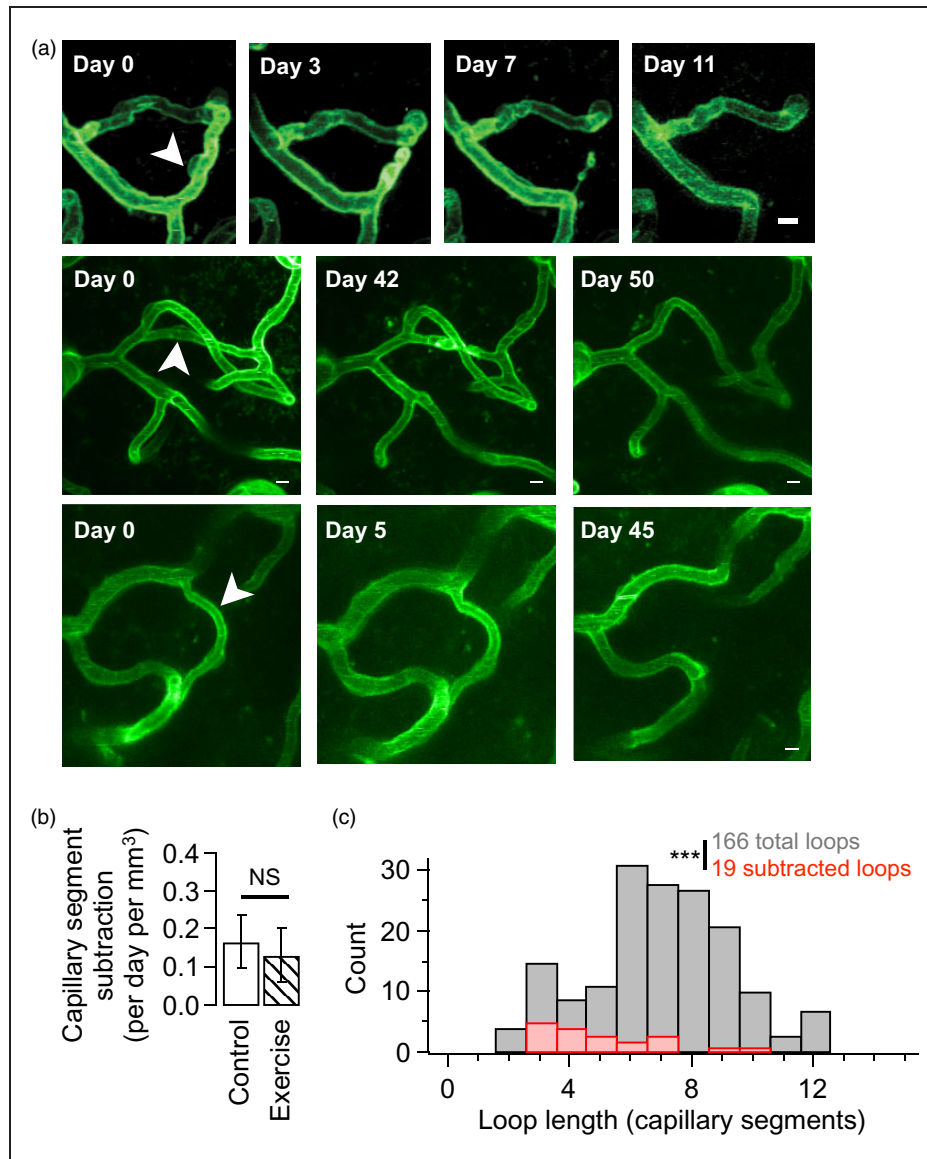 (a)
Day 0
Day 3
Day 7
Day 11
Day 0
Day 42
Day 50
Day 0
Day 5
Day 45
(b)
Capillary segment
subtraction
(per day per mm³)
0.4
0.3
0.2
0.1
0.0
NS
Control
Exercise
(c)
Count
30
20
10
0
***
166 total loops
19 subtracted loops
0
4
8
12
Loop length (capillary segments)